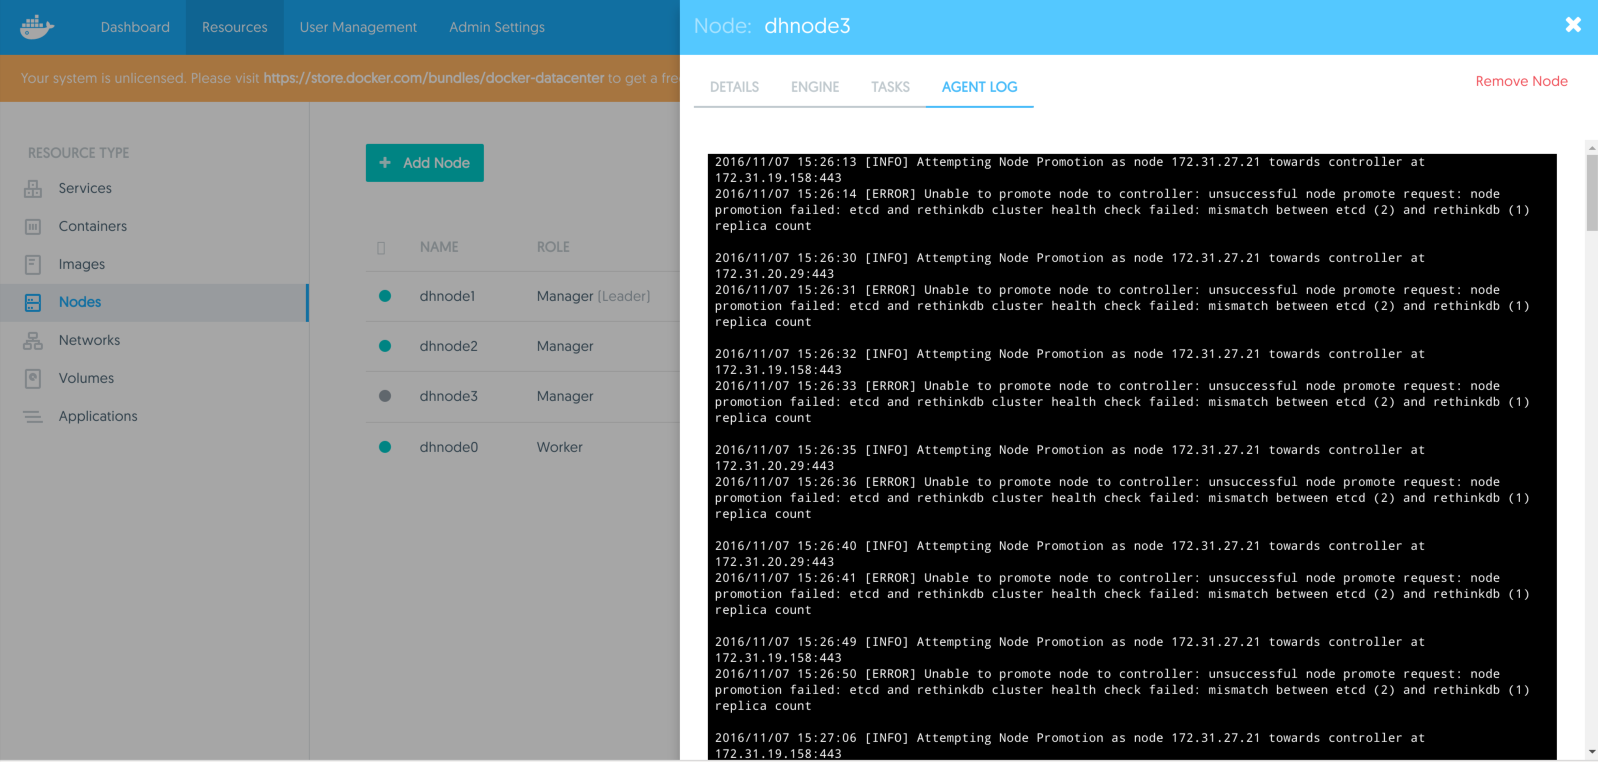 Dashboard Resources User Management Admin Settings
Your system is unlicensed. Please visit https://store.docker.com/bundles/docker-datacenter to get a fre
RESOURCE TYPE
Services
Containers
Images
Nodes
Networks
Volumes
Applications
+ Add Node
NAME ROLE
dhnode1 Manager (Leader)
dhnode2 Manager
dhnode3 Manager
dhnode0 Worker
Node: dhnode3
DETAILS ENGINE TASKS AGENT LOG
Remove Node
2016/11/07 15:26:13 [INFO] Attempting Node Promotion as node 172.31.27.21 towards controller at
172.31.19.158:443
2016/11/07 15:26:14 [ERROR] Unable to promote node to controller: unsuccessful node promote request: node
promotion failed: etcd and rethinkdb cluster health check failed: mismatch between etcd (2) and rethinkdb (1)
replica count
2016/11/07 15:26:30 [INFO] Attempting Node Promotion as node 172.31.27.21 towards controller at
172.31.20.29:443
2016/11/07 15:26:31 [ERROR] Unable to promote node to controller: unsuccessful node promote request: node
promotion failed: etcd and rethinkdb cluster health check failed: mismatch between etcd (2) and rethinkdb (1)
replica count
2016/11/07 15:26:32 [INFO] Attempting Node Promotion as node 172.31.27.21 towards controller at
172.31.19.158:443
2016/11/07 15:26:33 [ERROR] Unable to promote node to controller: unsuccessful node promote request: node
promotion failed: etcd and rethinkdb cluster health check failed: mismatch between etcd (2) and rethinkdb (1)
replica count
2016/11/07 15:26:35 [INFO] Attempting Node Promotion as node 172.31.27.21 towards controller at
172.31.20.29:443
2016/11/07 15:26:36 [ERROR] Unable to promote node to controller: unsuccessful node promote request: node
promotion failed: etcd and rethinkdb cluster health check failed: mismatch between etcd (2) and rethinkdb (1)
replica count
2016/11/07 15:26:40 [INFO] Attempting Node Promotion as node 172.31.27.21 towards controller at
172.31.20.29:443
2016/11/07 15:26:41 [ERROR] Unable to promote node to controller: unsuccessful node promote request: node
promotion failed: etcd and rethinkdb cluster health check failed: mismatch between etcd (2) and rethinkdb (1)
replica count
2016/11/07 15:26:49 [INFO] Attempting Node Promotion as node 172.31.27.21 towards controller at
172.31.19.158:443
2016/11/07 15:26:50 [ERROR] Unable to promote node to controller: unsuccessful node promote request: node
promotion failed: etcd and rethinkdb cluster health check failed: mismatch between etcd (2) and rethinkdb (1)
replica count
2016/11/07 15:27:06 [INFO] Attempting Node Promotion as node 172.31.27.21 towards controller at
172.31.19.158:443